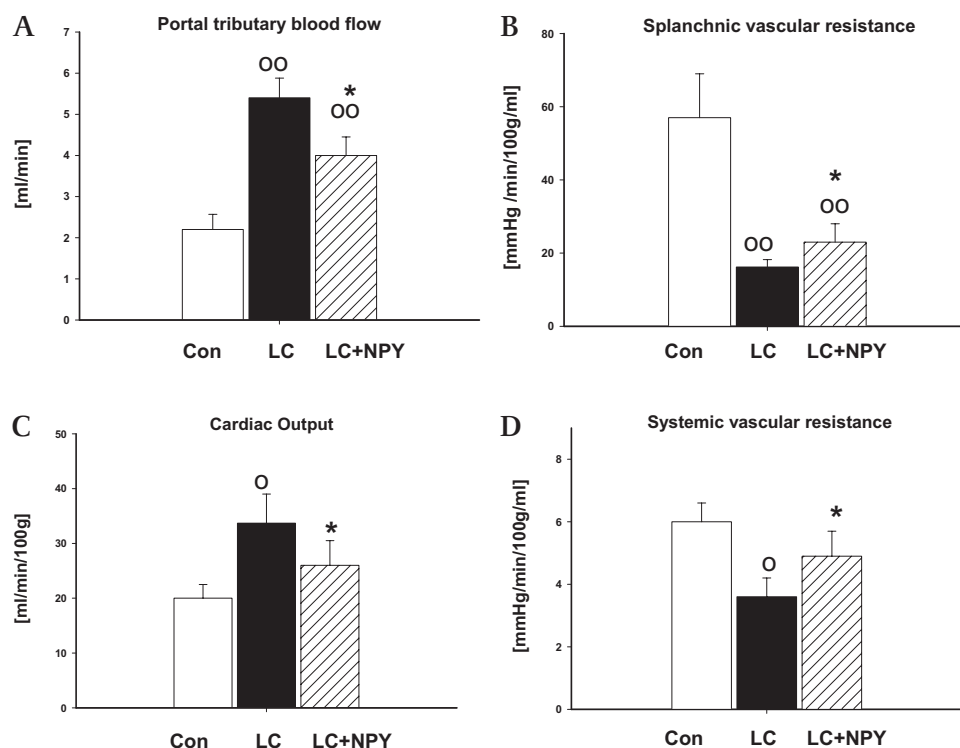 A
Portal tributary blood flow
[ml/min]
7
6
5
4
3
2
1
0
OO
*
OO
Con LC LC+NPY
B
Splanchnic vascular resistance
[mmHg /min/100g/ml]
80
60
40
20
0
OO
*
OO
Con LC LC+NPY
C
Cardiac Output
[ml/min/100g]
50
40
30
20
10
0
O
*
Con LC LC+NPY
D
Systemic vascular resistance
[mmHg/min/100g/ml]
8
6
4
2
0
O
*
Con LC LC+NPY